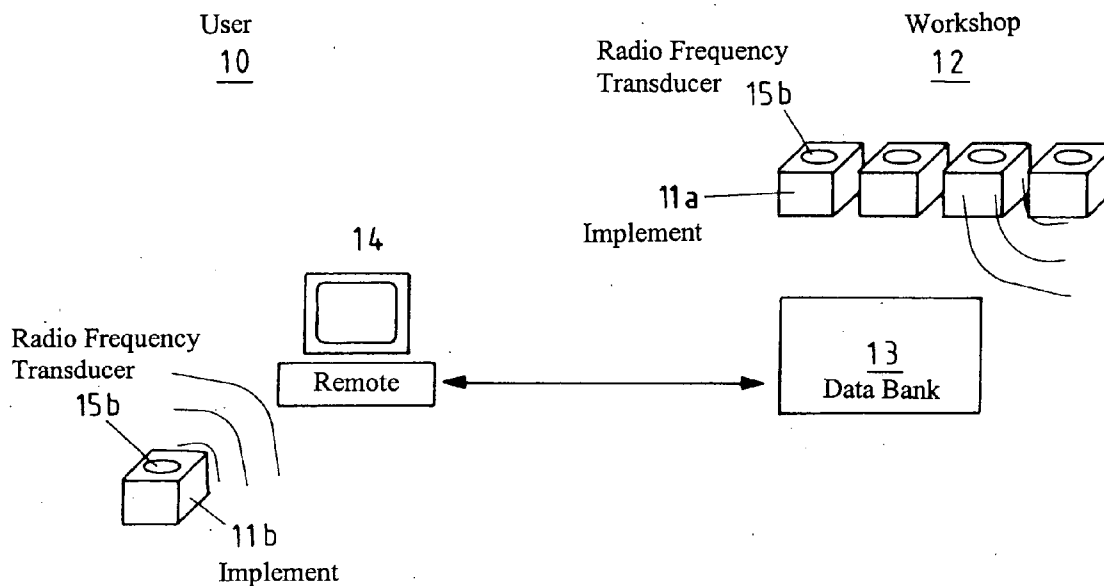 User
10
Workshop
12
Radio Frequency
Transducer
15b
11a
Implement
14
Radio Frequency
Transducer
15b
Remote
13
Data Bank
11b
Implement